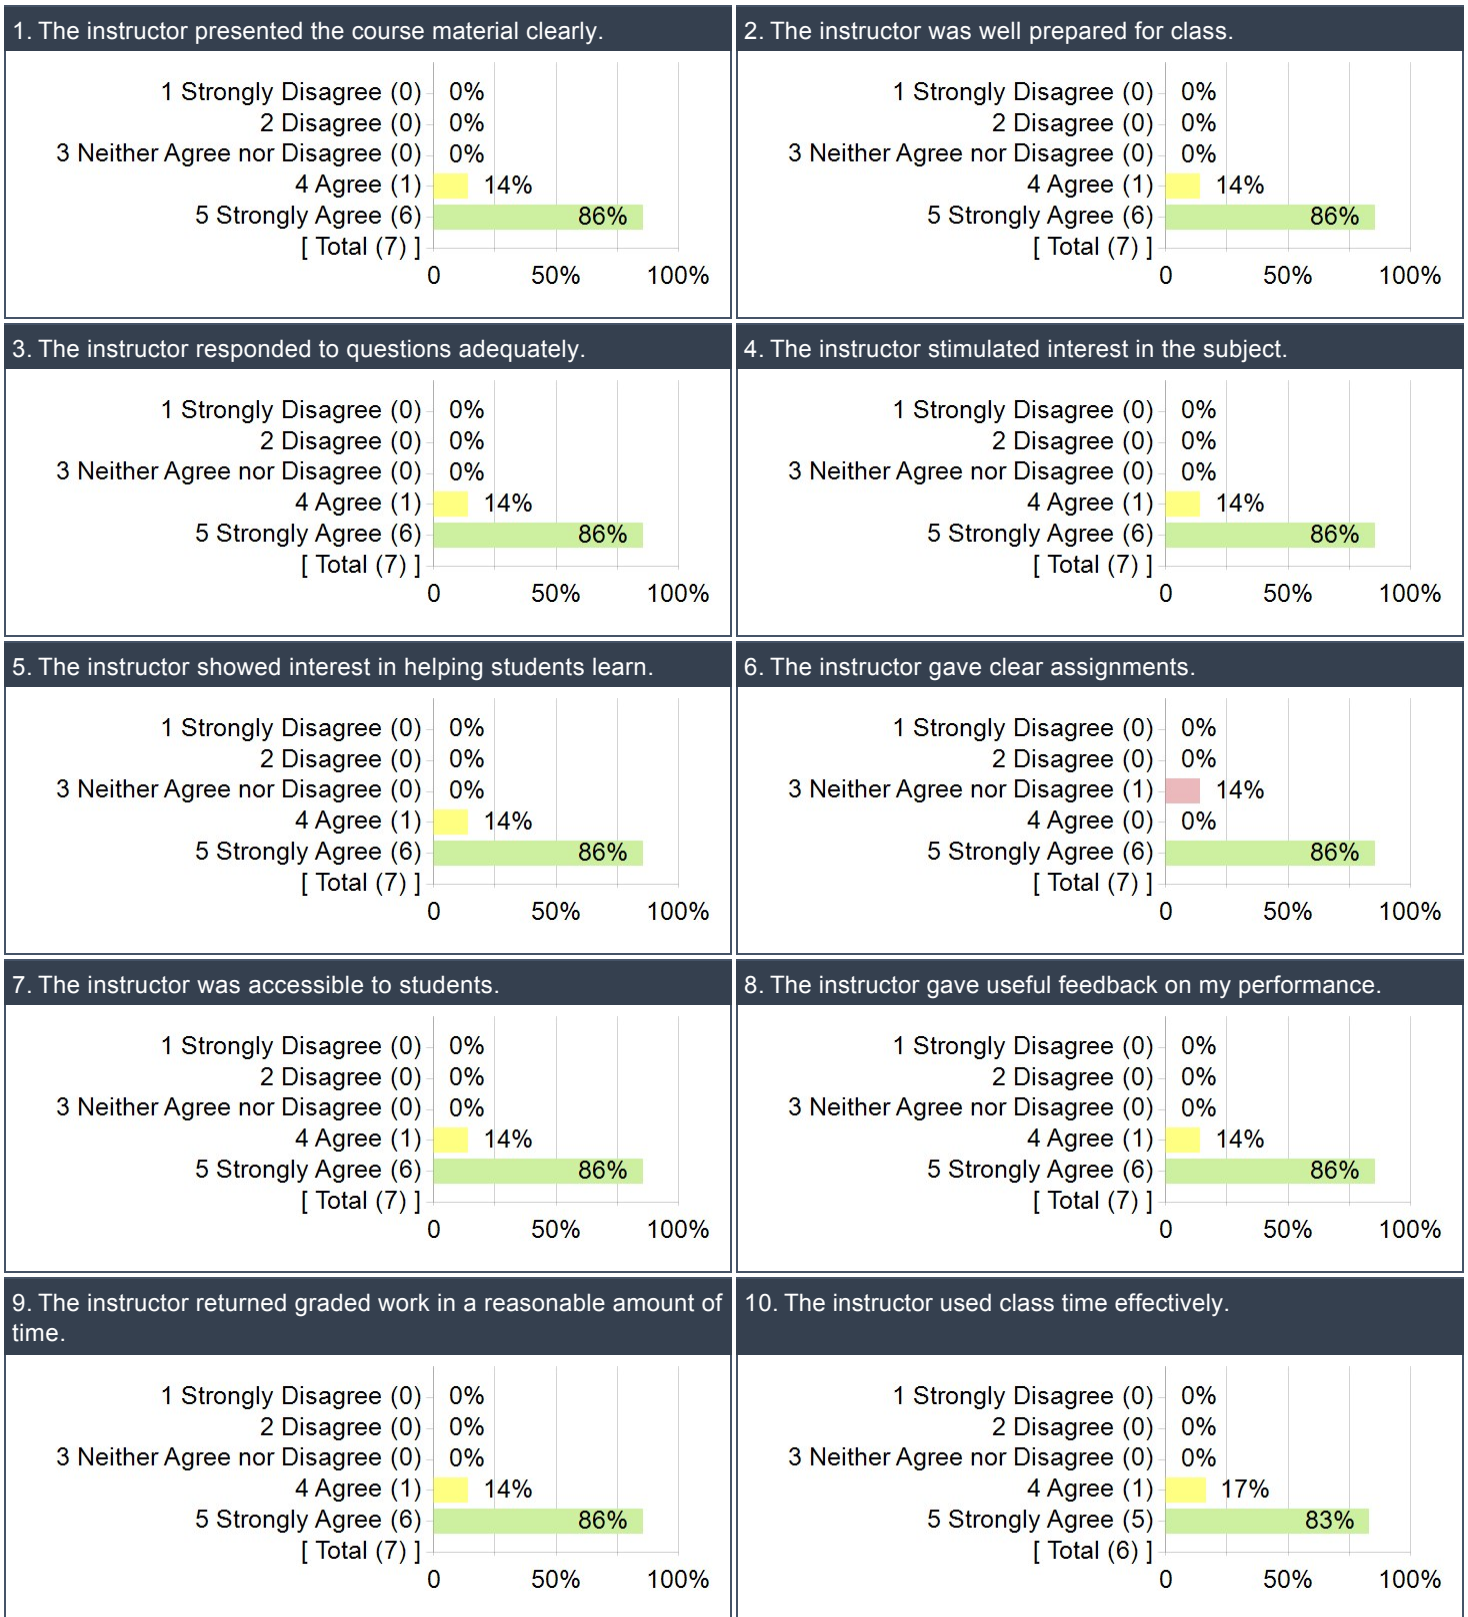 1. The instructor presented the course material clearly.
1 Strongly Disagree (0) 0%
2 Disagree (0) 0%
3 Neither Agree nor Disagree (0) 0%
4 Agree (1) 14%
5 Strongly Agree (6) 86%
[ Total (7) ]
0 50% 100%
2. The instructor was well prepared for class.
1 Strongly Disagree (0) 0%
2 Disagree (0) 0%
3 Neither Agree nor Disagree (0) 0%
4 Agree (1) 14%
5 Strongly Agree (6) 86%
[ Total (7) ]
0 50% 100%
3. The instructor responded to questions adequately.
1 Strongly Disagree (0) 0%
2 Disagree (0) 0%
3 Neither Agree nor Disagree (0) 0%
4 Agree (1) 14%
5 Strongly Agree (6) 86%
[ Total (7) ]
0 50% 100%
4. The instructor stimulated interest in the subject.
1 Strongly Disagree (0) 0%
2 Disagree (0) 0%
3 Neither Agree nor Disagree (0) 0%
4 Agree (1) 14%
5 Strongly Agree (6) 86%
[ Total (7) ]
0 50% 100%
5. The instructor showed interest in helping students learn.
1 Strongly Disagree (0) 0%
2 Disagree (0) 0%
3 Neither Agree nor Disagree (0) 0%
4 Agree (1) 14%
5 Strongly Agree (6) 86%
[ Total (7) ]
0 50% 100%
6. The instructor gave clear assignments.
1 Strongly Disagree (0) 0%
2 Disagree (0) 0%
3 Neither Agree nor Disagree (1) 14%
4 Agree (0) 0%
5 Strongly Agree (6) 86%
[ Total (7) ]
0 50% 100%
7. The instructor was accessible to students.
1 Strongly Disagree (0) 0%
2 Disagree (0) 0%
3 Neither Agree nor Disagree (0) 0%
4 Agree (1) 14%
5 Strongly Agree (6) 86%
[ Total (7) ]
0 50% 100%
8. The instructor gave useful feedback on my performance.
1 Strongly Disagree (0) 0%
2 Disagree (0) 0%
3 Neither Agree nor Disagree (0) 0%
4 Agree (1) 14%
5 Strongly Agree (6) 86%
[ Total (7) ]
0 50% 100%
9. The instructor returned graded work in a reasonable amount of
time.
1 Strongly Disagree (0) 0%
2 Disagree (0) 0%
3 Neither Agree nor Disagree (0) 0%
4 Agree (1) 14%
5 Strongly Agree (6) 86%
[ Total (7) ]
0 50% 100%
10. The instructor used class time effectively.
1 Strongly Disagree (0) 0%
2 Disagree (0) 0%
3 Neither Agree nor Disagree (0) 0%
4 Agree (1) 17%
5 Strongly Agree (5) 83%
[ Total (6) ]
0 50% 100%